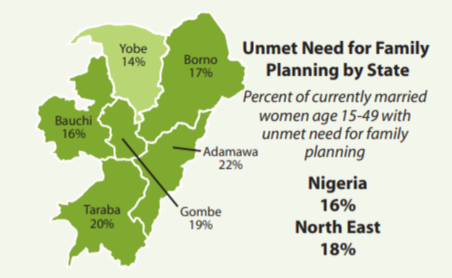 Yobe
14%
Borno
17%
Bauchi
16%
Adamawa
22%
Taraba
20%
Gombe
19%
Unmet Need for Family
Planning by State
Percent of currently married
women age 15-49 with
unmet need for family
planning
Nigeria
16%
North East
18%